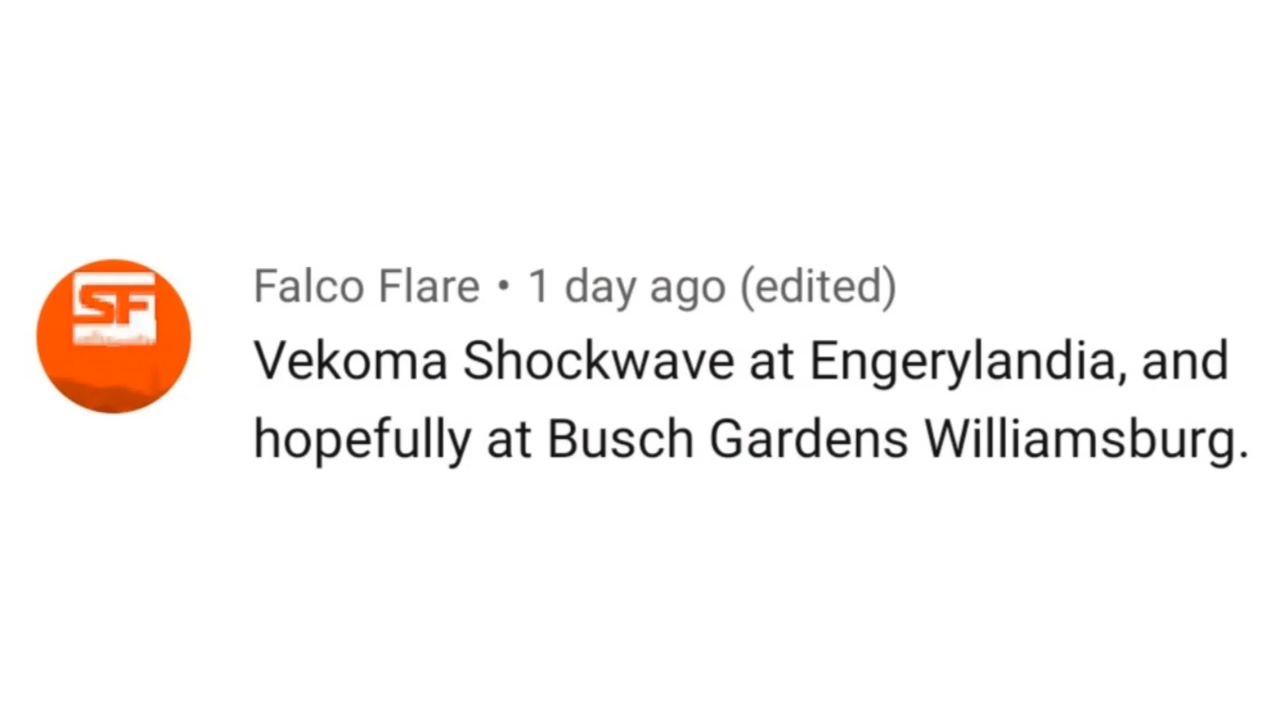 SF
Falco Flare • 1 day ago (edited)
Vekoma Shockwave at Engerylandia, and
hopefully at Busch Gardens Williamsburg.